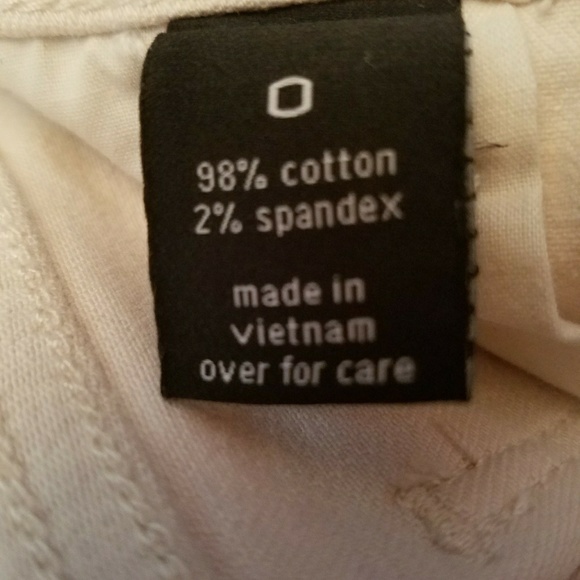 0
98% cotton
2% spandex
made in
vietnam
over for care